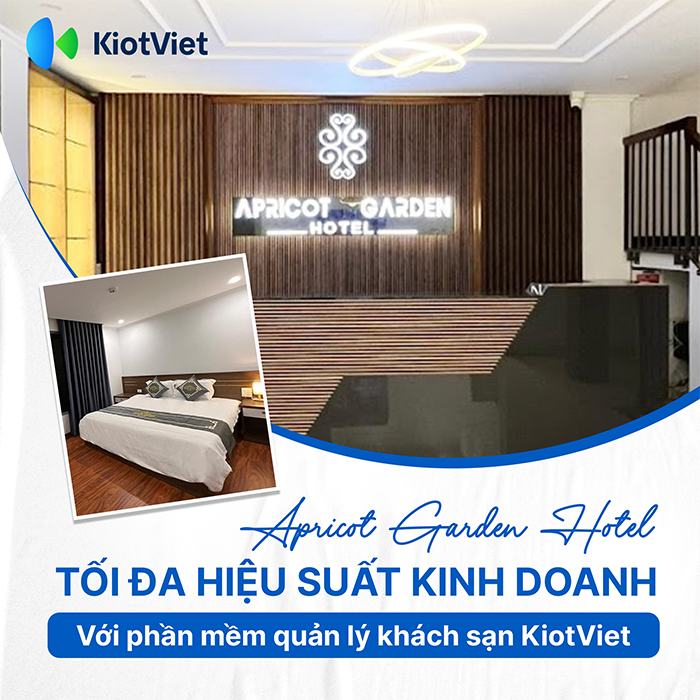 KiotViet
APRICOT GARDEN
HOTEL
Apricot Garden Hotel
TỐI ĐA HIỆU SUẤT KINH DOANH
Với phần mềm quản lý khách sạn KiotViet